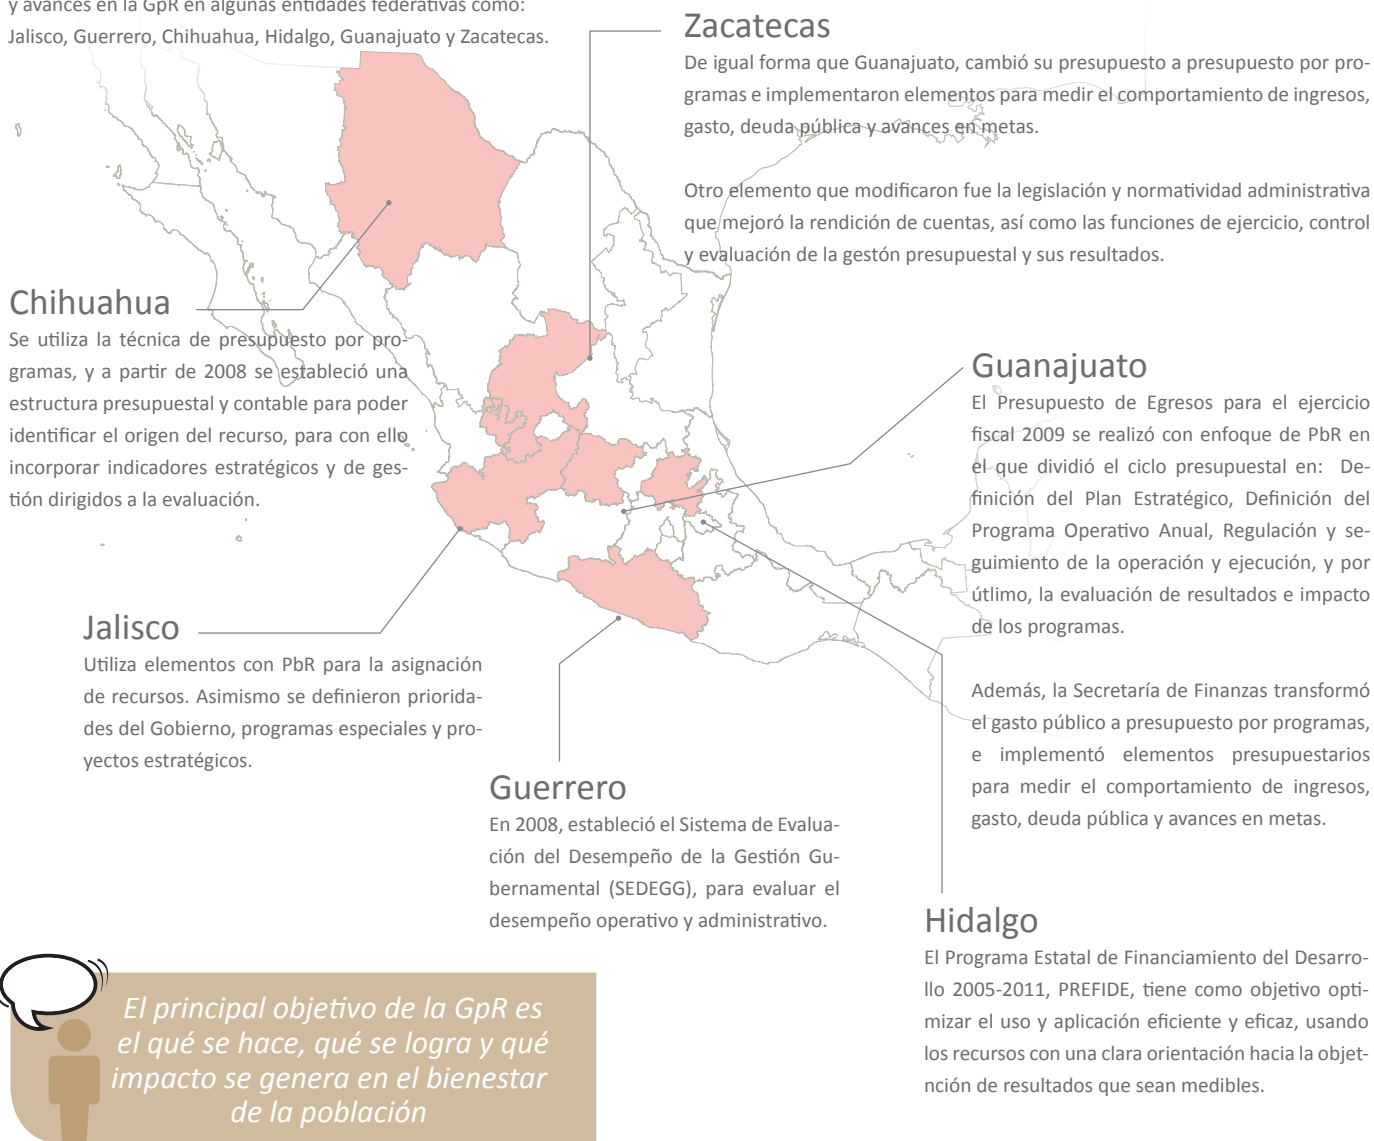 y avances en la GpR en algunas entidades federativas como:
Jalisco, Guerrero, Chihuahua, Hidalgo, Guanajuato y Zacatecas.
Zacatecas
De igual forma que Guanajuato, cambió su presupuesto a presupuesto por pro-
gramas e implementaron elementos para medir el comportamiento de ingresos,
gasto, deuda pública y avances en metas.
Otro elemento que modificaron fue la legislación y normatividad administrativa
que mejoró la rendición de cuentas, así como las funciones de ejercicio, control
y evaluación de la gestón presupuestal y sus resultados.
Chihuahua
Se utiliza la técnica de presupuesto por pro-
gramas, y a partir de 2008 se estableció una
estructura presupuestal y contable para poder
identificar el origen del recurso, para con ello
incorporar indicadores estratégicos y de ges-
tión dirigidos a la evaluación.
Guanajuato
El Presupuesto de Egresos para el ejercicio
fiscal 2009 se realizó con enfoque de PbR en
el que dividió el ciclo presupuestal en: De-
finición del Plan Estratégico, Definición del
Programa Operativo Anual, Regulación y se-
guimiento de la operación y ejecución, y por
útlimo, la evaluación de resultados e impacto
de los programas.
Además, la Secretaría de Finanzas transformó
el gasto público a presupuesto por programas,
e implementó elementos presupuestarios
para medir el comportamiento de ingresos,
gasto, deuda pública y avances en metas.
Jalisco
Utiliza elementos con PbR para la asignación
de recursos. Asimismo se definieron priorida-
des del Gobierno, programas especiales y pro-
yectos estratégicos.
Guerrero
En 2008, estableció el Sistema de Evalua-
ción del Desempeño de la Gestión Gu-
bernamental (SEDEGG), para evaluar el
desempeño operativo y administrativo.
Hidalgo
El Programa Estatal de Financiamiento del Desarro-
llo 2005-2011, PREFIDE, tiene como objetivo opti-
mizar el uso y aplicación eficiente y eficaz, usando
los recursos con una clara orientación hacia la objet-
nción de resultados que sean medibles.
El principal objetivo de la GpR es
el qué se hace, qué se logra y qué
impacto se genera en el bienestar
de la población